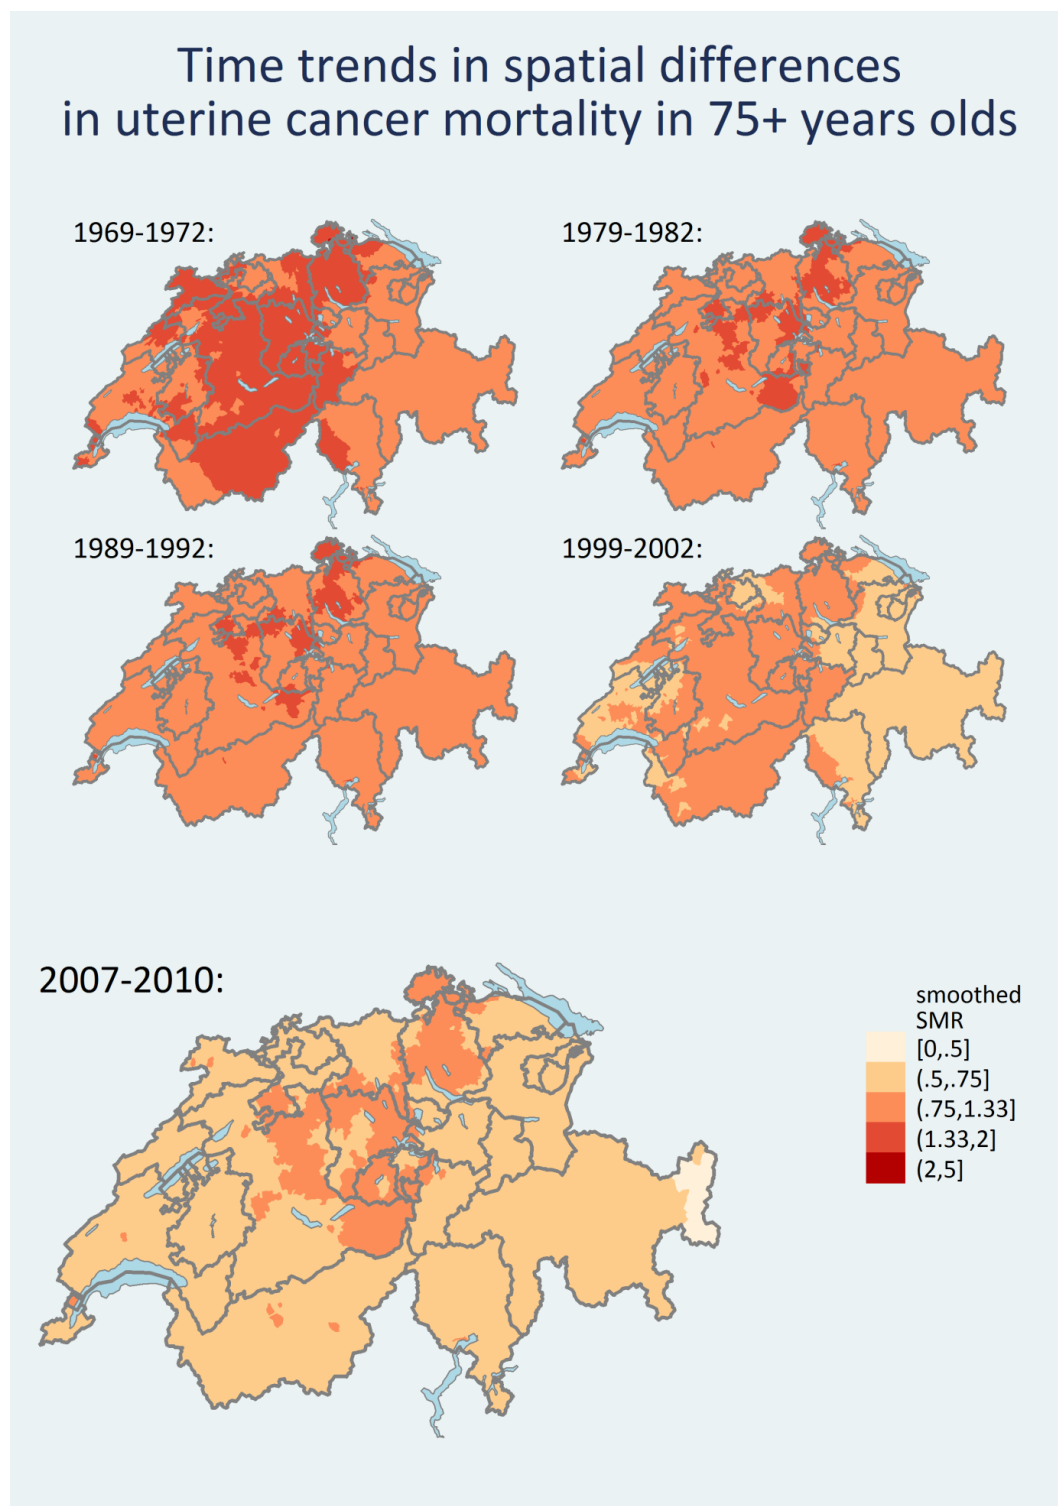 Time trends in spatial differences
in uterine cancer mortality in 75+ years olds
1969-1972:
1979-1982:
1989-1992:
1999-2002:
2007-2010:
smoothed
SMR
[0,.5]
(.5,.75]
(.75,1.33]
(1.33,2]
(2,5]